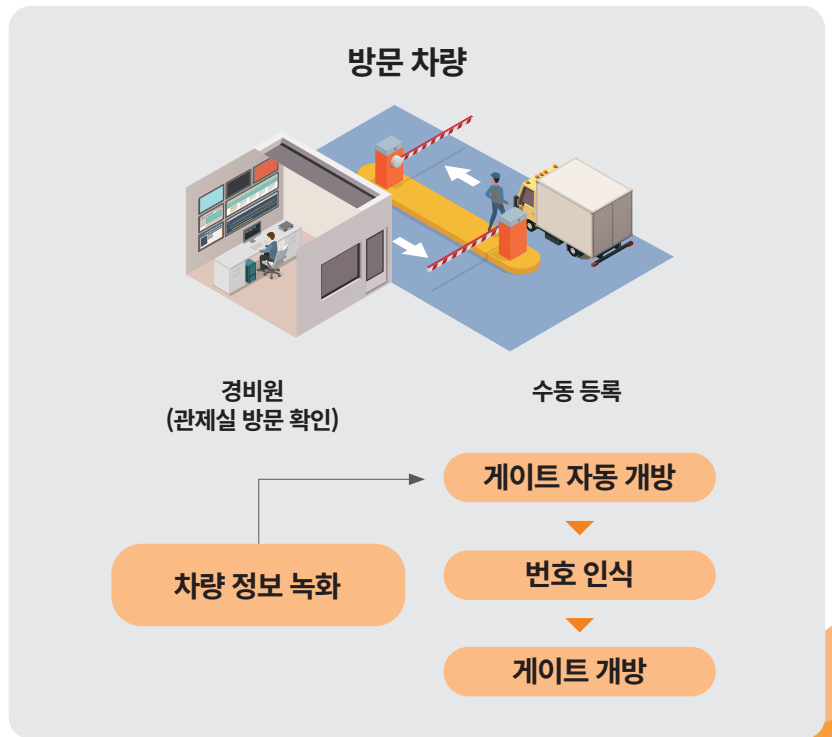 방문 차량
경비원
(관제실 방문 확인)
수동 등록
차량 정보 녹화
게이트 자동 개방
번호 인식
게이트 개방